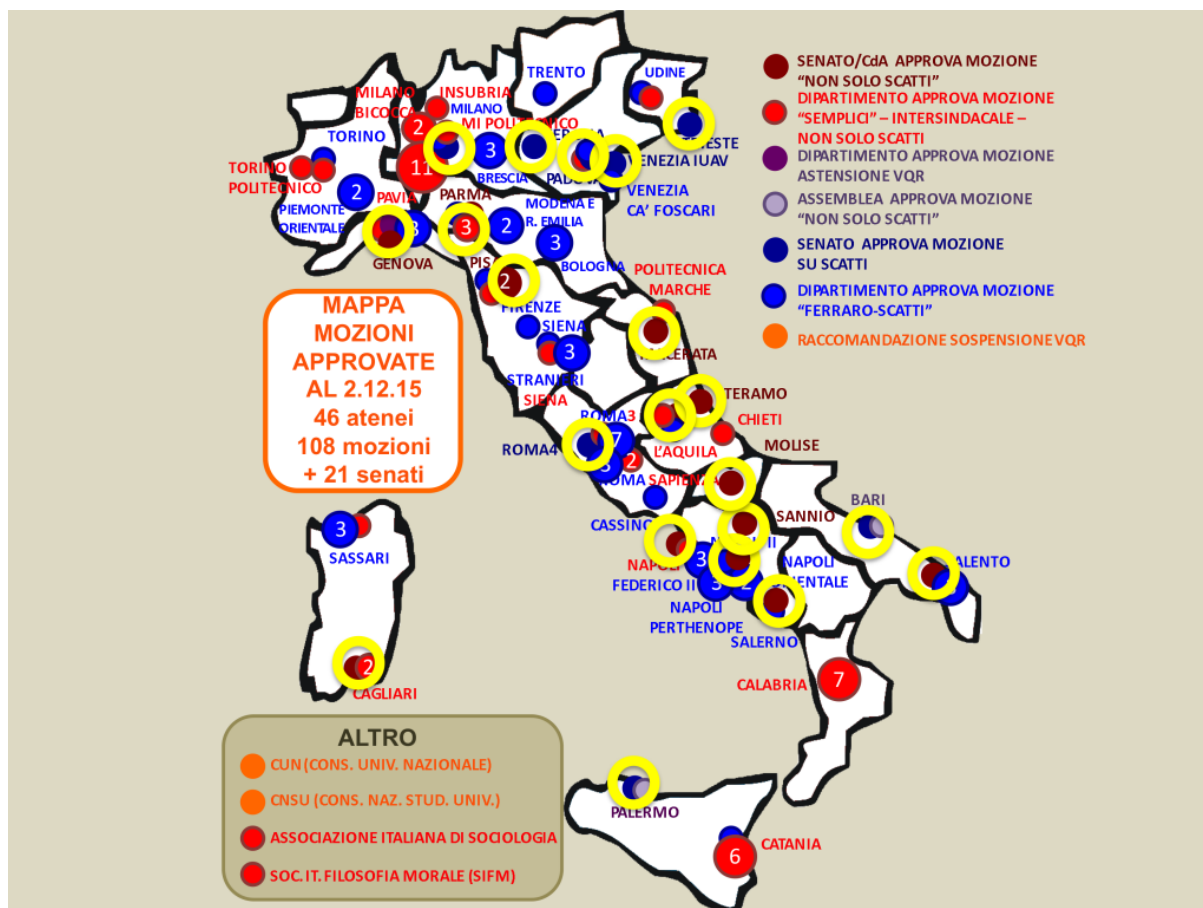 TRENTO
UDINE
INSUBRIA
MILANO
BICOCCA
MILANO
MI POLITECNICO
2
TORINO
3
BRESCIA
VENEZIA IUAV
VENEZIA
CA' FOSCARI
TORINO
POLITECNICO
11
PAVIA
2
PIEMONTE
ORIENTALE
PARMA
MODENA E
R. EMILIA
3
2
3
BOLOGNA
GENOVA
2
FIRENZE
POLITECNICA
MARCHE
SIENA
3
STRANIERI
SIENA
TERAMO
CHIETI
ROMA3
7
ROMA4
2
L'AQUILA
MOLISE
ROMA SAPIENZA
CASSINO
SANNIO
BARI
NAPOLI
3
FEDERICO II
3
2
NAPOLI
NAPOLI
PERTHENOPE
SALERNO
CALABRIA
7
3
SASSARI
2
CAGLIARI
PALERMO
CATANIA
6
MAPPA
MOZIONI
APPROVATE
AL 2.12.15
46 atenei
108 mozioni
+ 21 senati
SENATO/CdA APPROVA MOZIONE
“NON SOLO SCATTI”
DIPARTIMENTO APPROVA MOZIONE
“SEMPLICI” – INTERSINDACALE –
NON SOLO SCATTI
DIPARTIMENTO
ASTENSIONE VQR
ASSEMBLEA APPROVA MOZIONE
“NON SOLO SCATTI”
SENATO APPROVA MOZIONE
SU SCATTI
DIPARTIMENTO APPROVA MOZIONE
“FERRARO-SCATTI”
RACCOMANDAZIONE SOSPENSIONE VQR
ALTRO
CUN (CONS. UNIV. NAZIONALE)
CNSU (CONS. NAZ. STUD. UNIV.)
ASSOCIAZIONE ITALIANA DI SOCIOLOGIA
SOC. IT. FILOSOFIA MORALE (SIFM)